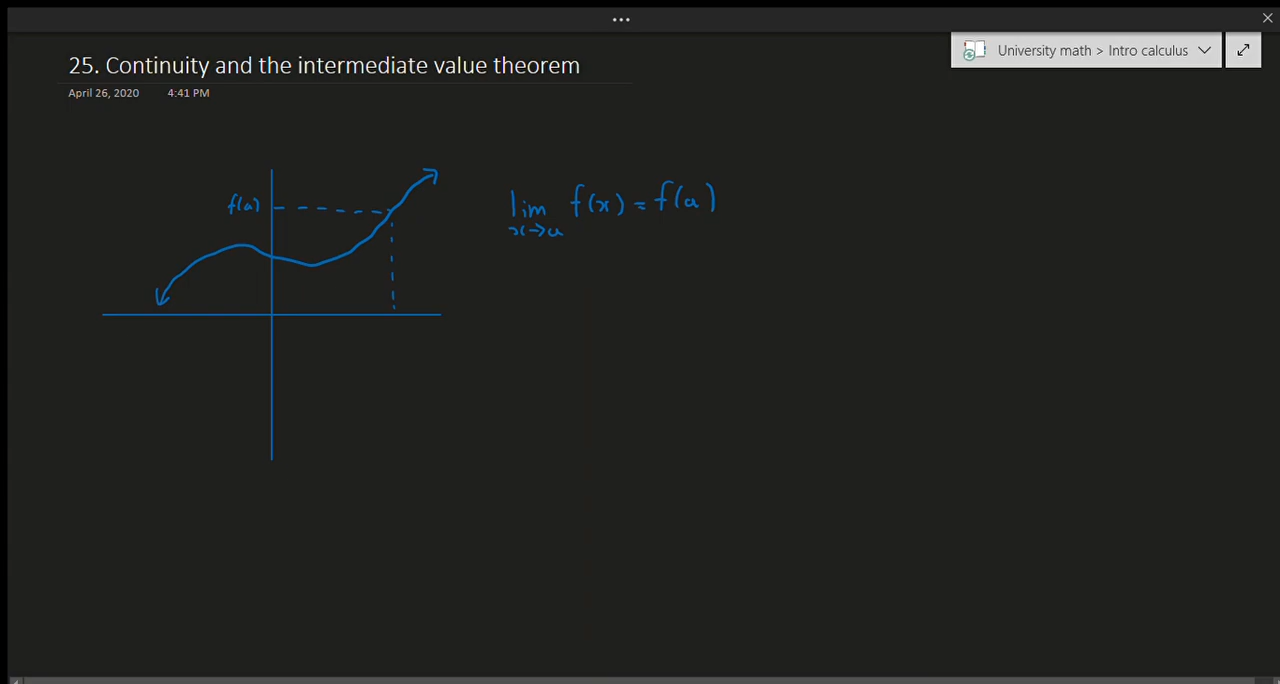 University math > Intro calculus
25. Continuity and the intermediate value theorem
April 26, 2020 4:41 PM
f(a)
lim f(x) = f(a)
x→a